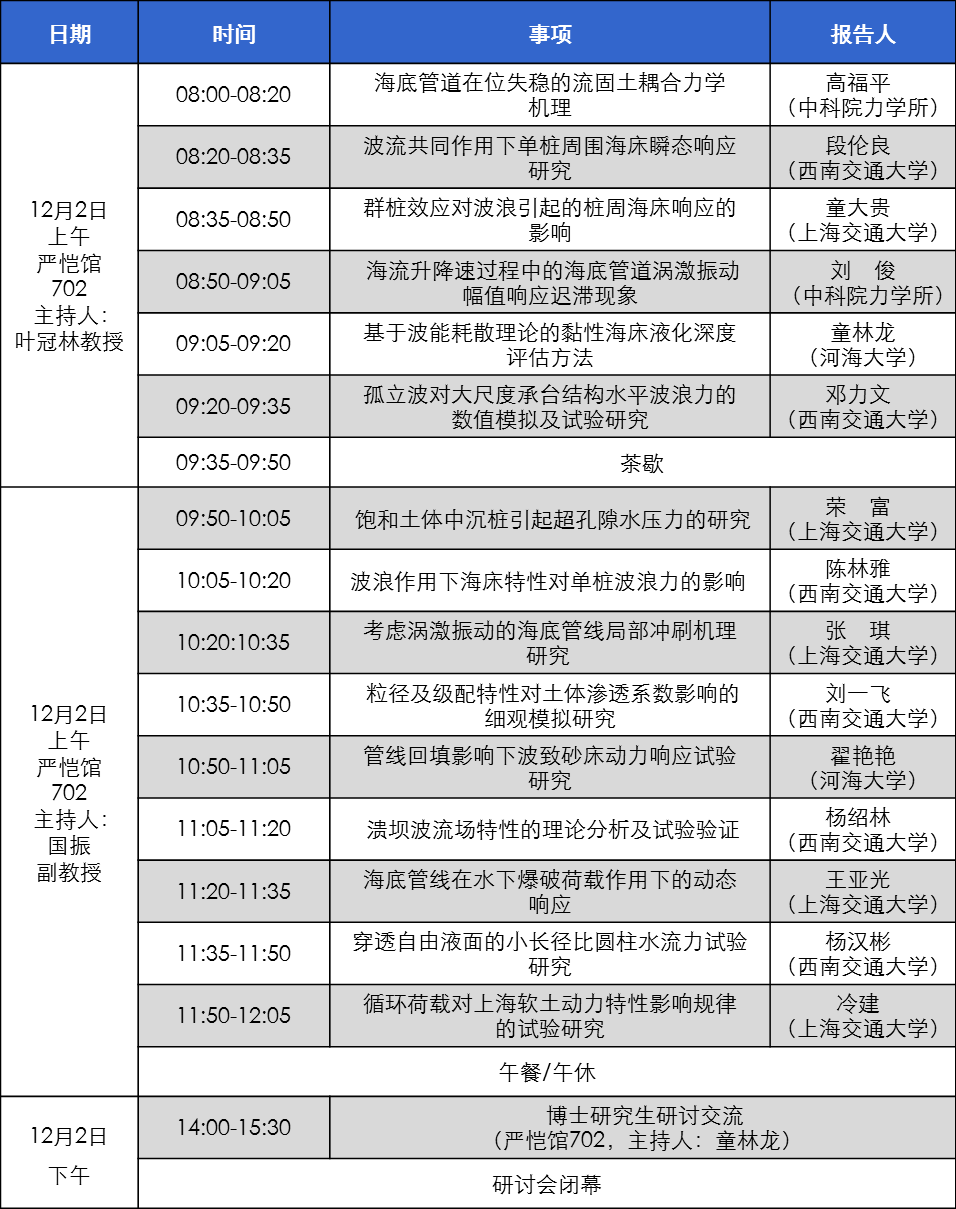 日期
时间
事项
报告人
12月2日
上午
严恺馆
702
主持人：
叶冠林教授
08:00-08:20
海底管道在位失稳的流固土耦合力学
机理
高福平
（中科院力学所）
08:20-08:35
波流共同作用下单桩周围海床瞬态响应
研究
段伦良
（西南交通大学）
08:35-08:50
群桩效应对波浪引起的桩周海床响应的
影响
童大贵
（上海交通大学）
08:50-09:05
海流升降速过程中的海底管道涡激振动
幅值响应迟滞现象
刘　俊
（中科院力学所）
09:05-09:20
基于波能耗散理论的黏性海床液化深度
评估方法
童林龙
（河海大学）
09:20-09:35
孤立波对大尺度承台结构水平波浪力的
数值模拟及试验研究
邓力文
（西南交通大学）
09:35-09:50
茶歇
12月2日
上午
严恺馆
702
主持人：
国振
副教授
09:50-10:05
饱和土体中沉桩引起超孔隙水压力的研究
荣　富
（上海交通大学）
10:05-10:20
波浪作用下海床特性对单桩波浪力的影响
陈林雅
（西南交通大学）
10:20:10:35
考虑涡激振动的海底管线局部冲刷机理
研究
张　琪
（上海交通大学）
10:35-10:50
粒径及级配特性对土体渗透系数影响的
细观模拟研究
刘一飞
（西南交通大学）
10:50-11:05
管线回填影响下波致砂床动力响应试验
研究
翟艳艳
（河海大学）
11:05-11:20
溃坝波流场特性的理论分析及试验验证
杨绍林
（西南交通大学）
11:20-11:35
海底管线在水下爆破荷载作用下的动态
响应
王亚光
（上海交通大学）
11:35-11:50
穿透自由液面的小长径比圆柱水流力试验
研究
杨汉彬
（西南交通大学）
11:50-12:05
循环荷载对上海软土动力特性影响规律
的试验研究
冷建
（上海交通大学）
午餐/午休
12月2日
下午
14:00-15:30
博士研究生研讨交流
（严恺馆702，主持人：童林龙）
研讨会闭幕